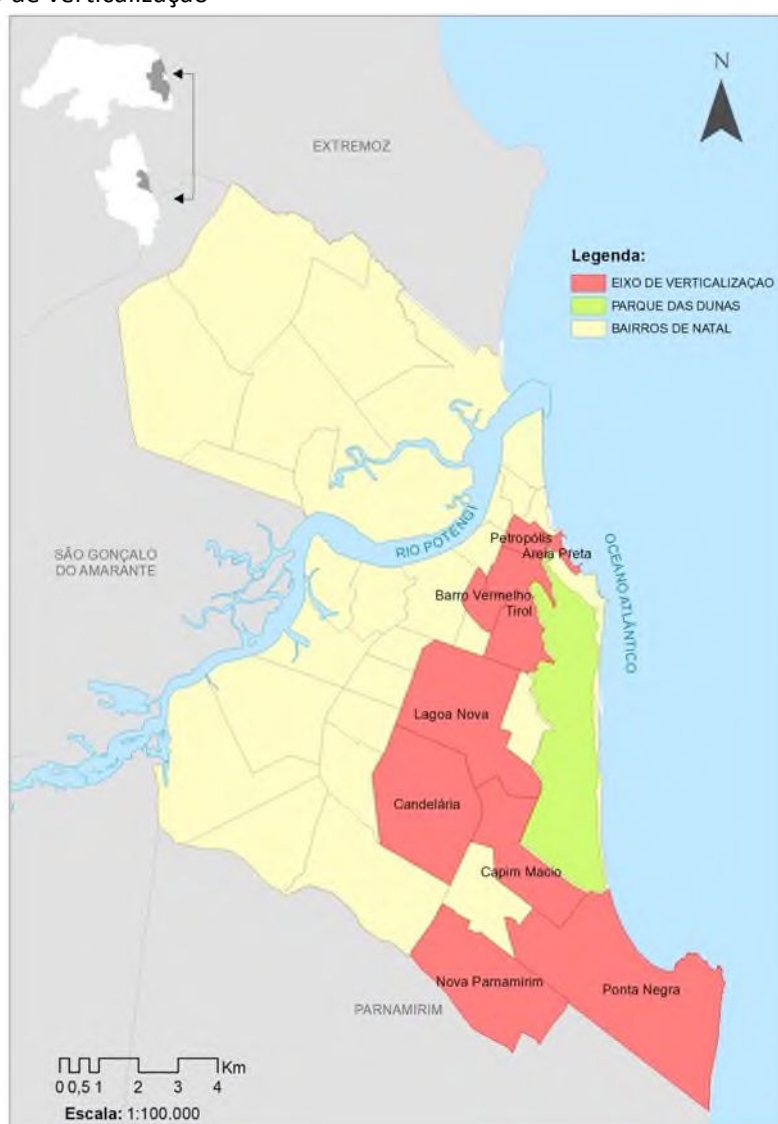 de verticalização
N
EXTREMOZ
Legenda:
EIXO DE VERTICALIZAÇAO
PARQUE DAS DUNAS
BAIRROS DE NATAL
SÃO GONÇALO
DO AMARANTE
RIO POTENGI
OCEANO ATLÂNTICO
Petropólis
Areia Preta
Barro Vermelho
Tirol
Lagoa Nova
Candelária
Capim Macio
Nova Parnamirim
Ponta Negra
PARNAMIRIM
Km
0 0,5 1 2 3 4
Escala: 1:100.000